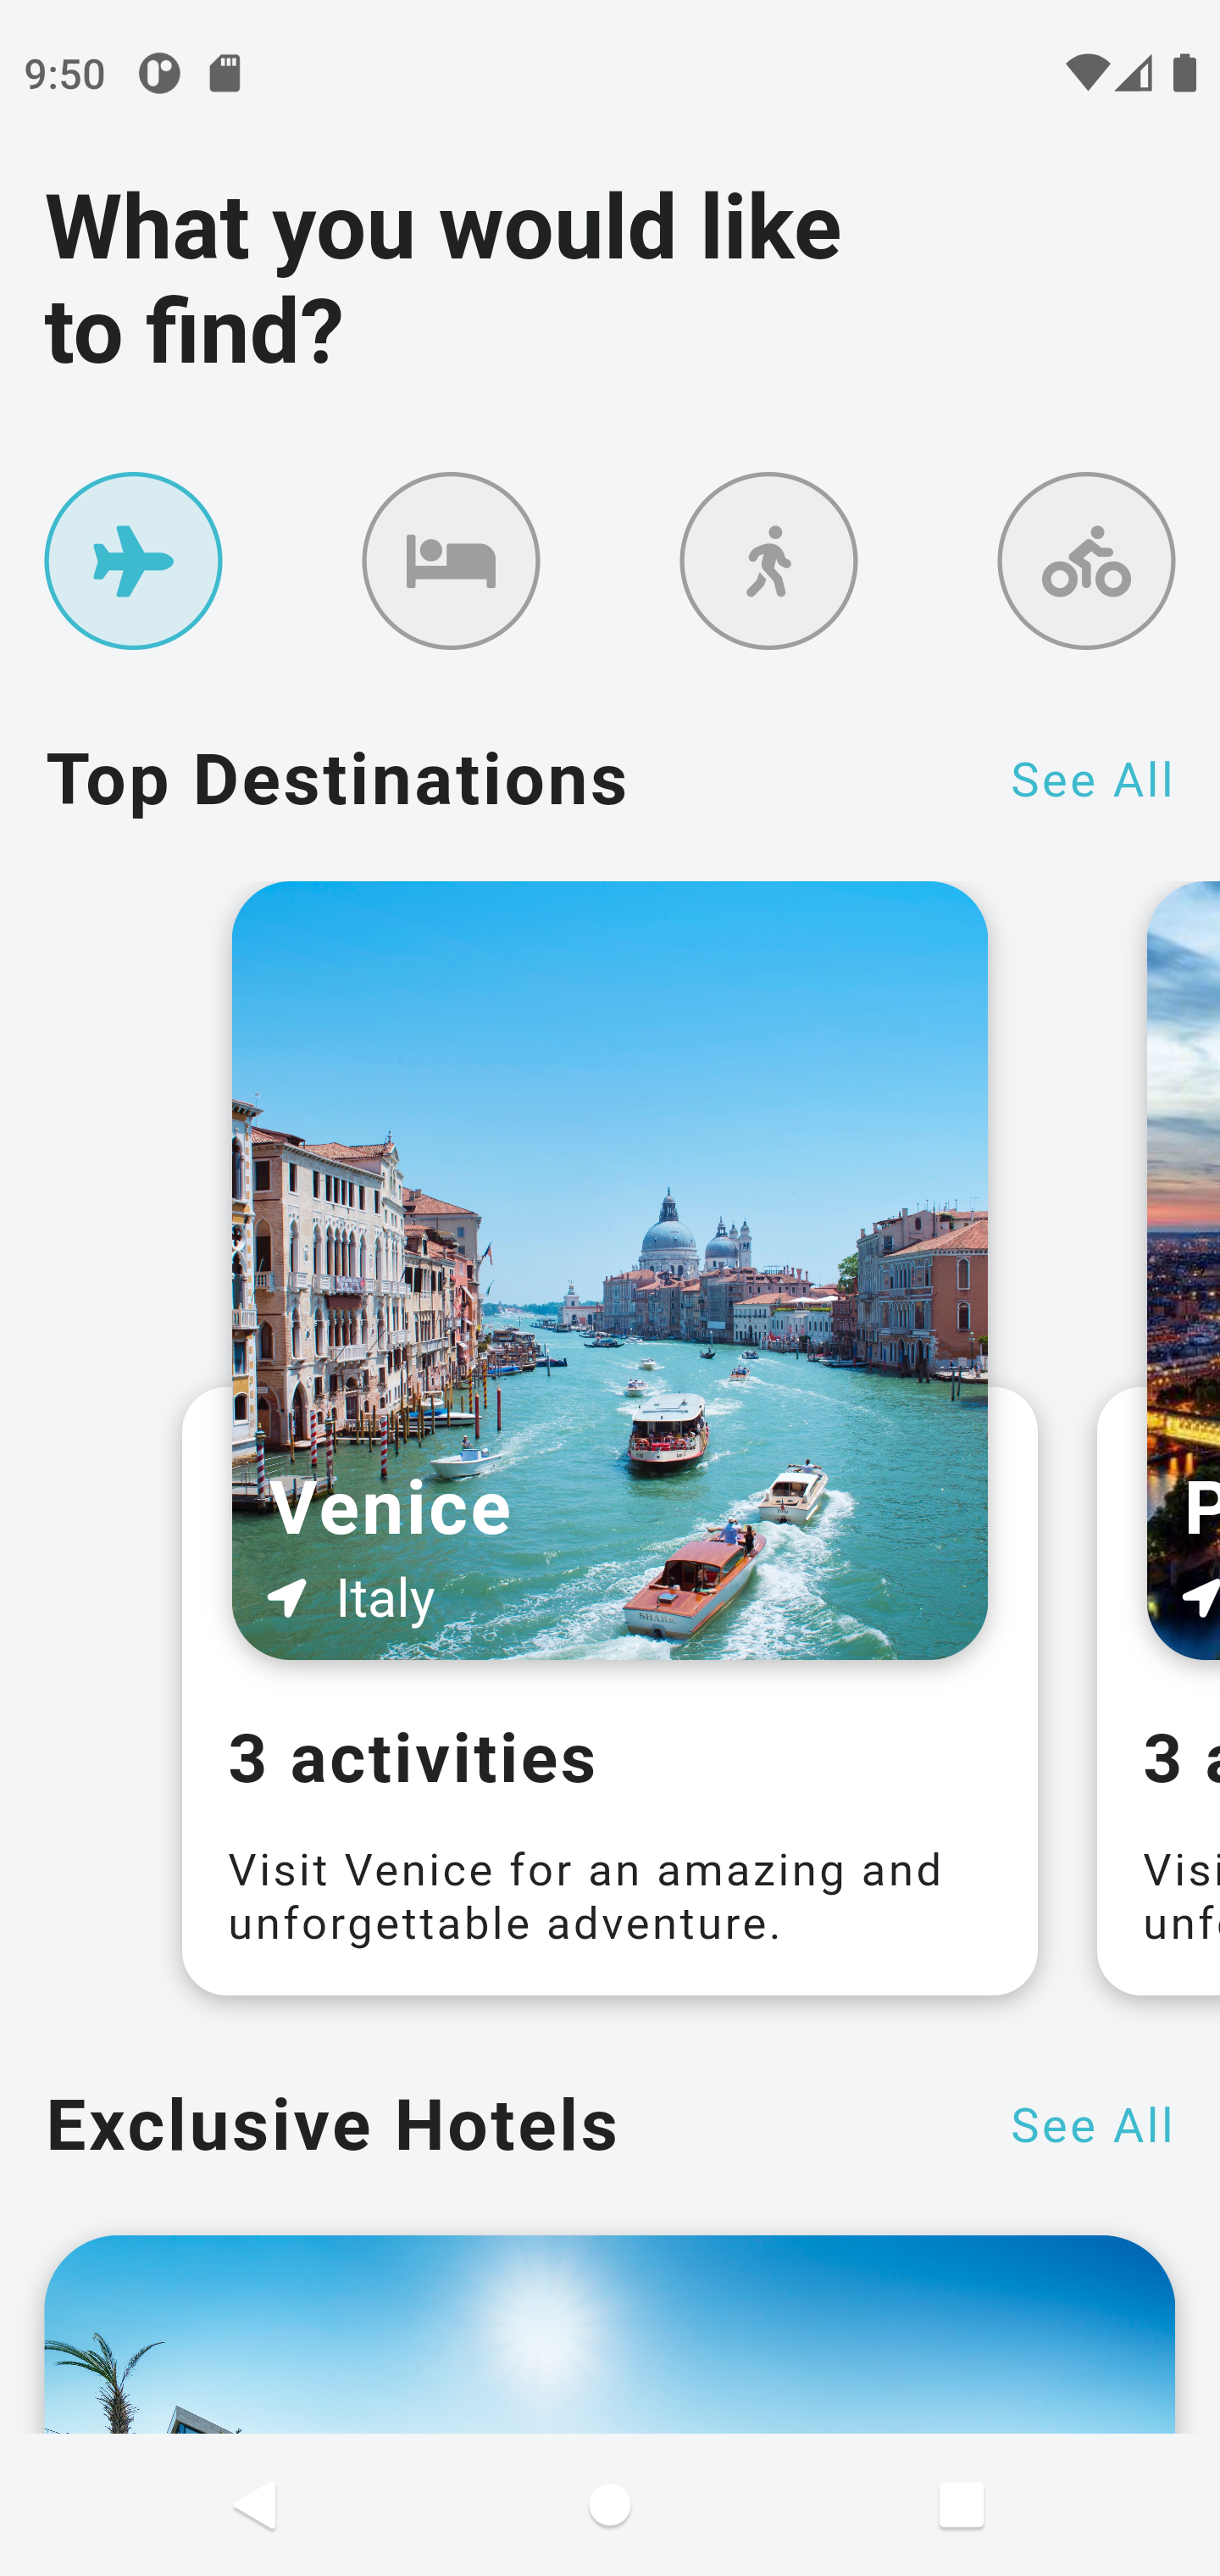 9:50
What you would like
to find?
Top Destinations
See All
Venice
Italy
3 activities
Visit Venice for an amazing and
unforgettable adventure.
P
3 a
Visi
unf
Exclusive Hotels
See All